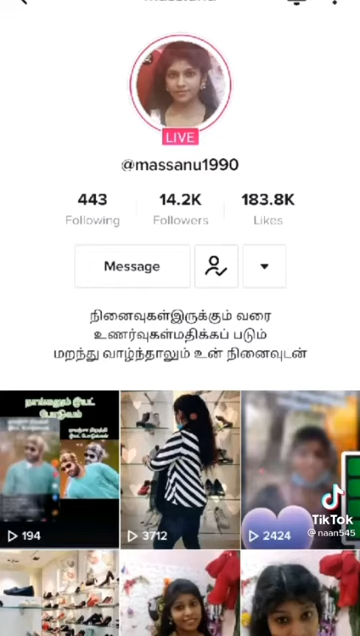 LIVE
@massanu1990
443
14.2K
183.8K
Following
Followers
Likes
Message
நினைவுகள்இருக்கும் வரை
உணர்வுகள்மதிக்கப் படும்
மறந்து வாழ்ந்தாலும் உன் நினைவுடன்
194
3712
2424
TikTok
@naan545